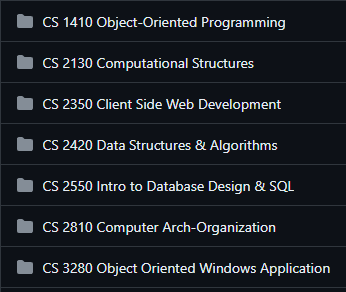 CS 1410 Object-Oriented Programming
CS 2130 Computational Structures
CS 2350 Client Side Web Development
CS 2420 Data Structures & Algorithms
CS 2550 Intro to Database Design & SQL
CS 2810 Computer Arch-Organization
CS 3280 Object Oriented Windows Application